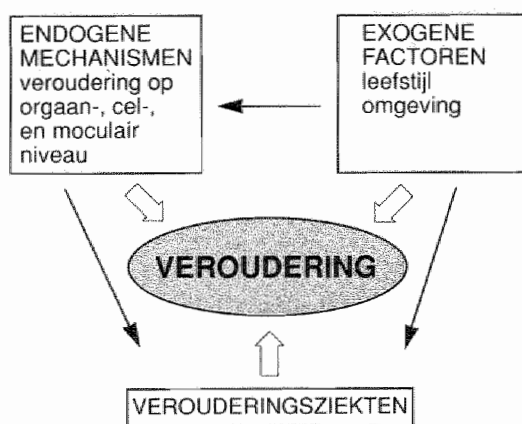 ENDOGENE
MECHANISMEN
veroudering op
orgaan-, cel-,
en moculair
niveau
EXOGENE
FACTOREN
leefstijl
omgeving
VEROUDERING
VEROUDERINGSZIEKTEN